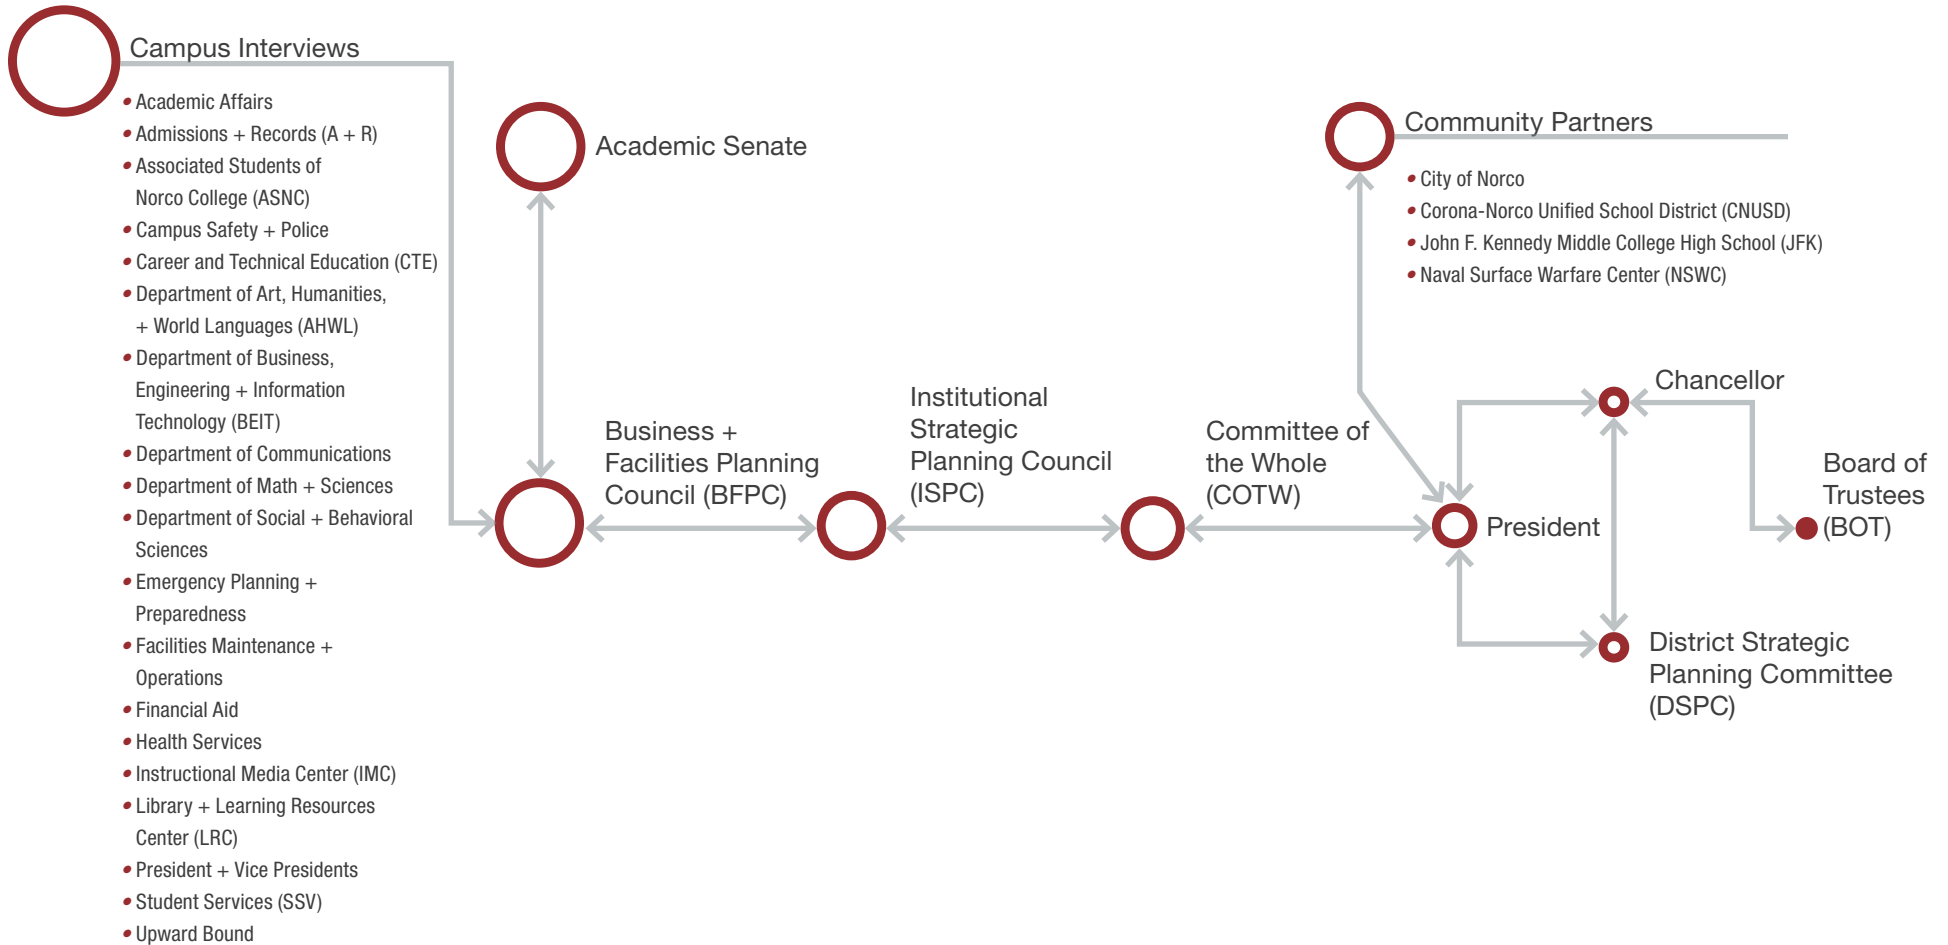 Campus Interviews
• Academic Affairs
• Admissions + Records (A + R)
• Associated Students of
Norco College (ASNC)
• Campus Safety + Police
• Career and Technical Education (CTE)
• Department of Art, Humanities,
+ World Languages (AHWL)
• Department of Business,
Engineering + Information
Technology (BEIT)
• Department of Communications
• Department of Math + Sciences
• Department of Social + Behavioral
Sciences
• Emergency Planning +
Preparedness
• Facilities Maintenance +
Operations
• Financial Aid
• Health Services
• Instructional Media Center (IMC)
• Library + Learning Resources
Center (LRC)
• President + Vice Presidents
• Student Services (SSV)
• Upward Bound
Academic Senate
Business +
Facilities Planning
Council (BFPC)
Institutional
Strategic
Planning Council
(ISPC)
Committee of
the Whole
(COTW)
Community Partners
• City of Norco
• Corona-Norco Unified School District (CNUSD)
• John F. Kennedy Middle College High School (JFK)
• Naval Surface Warfare Center (NSWC)
President
Chancellor
District Strategic
Planning Committee
(DSPC)
Board of
Trustees
(BOT)